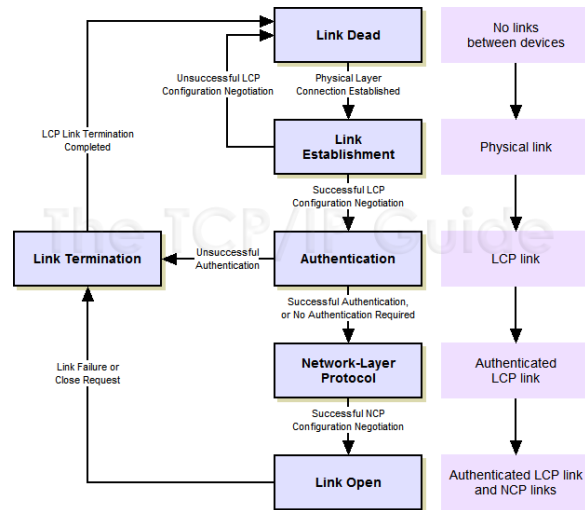 Link Dead
No links
between devices
Unsuccessful LCP
Configuration Negotiation
Physical Layer
Connection Established
LCP Link Termination
Completed
Link
Establishment
Physical link
Successful LCP
Configuration Negotiation
The TCP/IP Guide
Link Termination
Unsuccessful
Authentication
Authentication
LCP link
Successful Authentication,
or No Authentication Required
Link Failure or
Close Request
Network-Layer
Protocol
Authenticated
LCP link
Successful NCP
Configuration Negotiation
Link Open
Authenticated LCP link
and NCP links